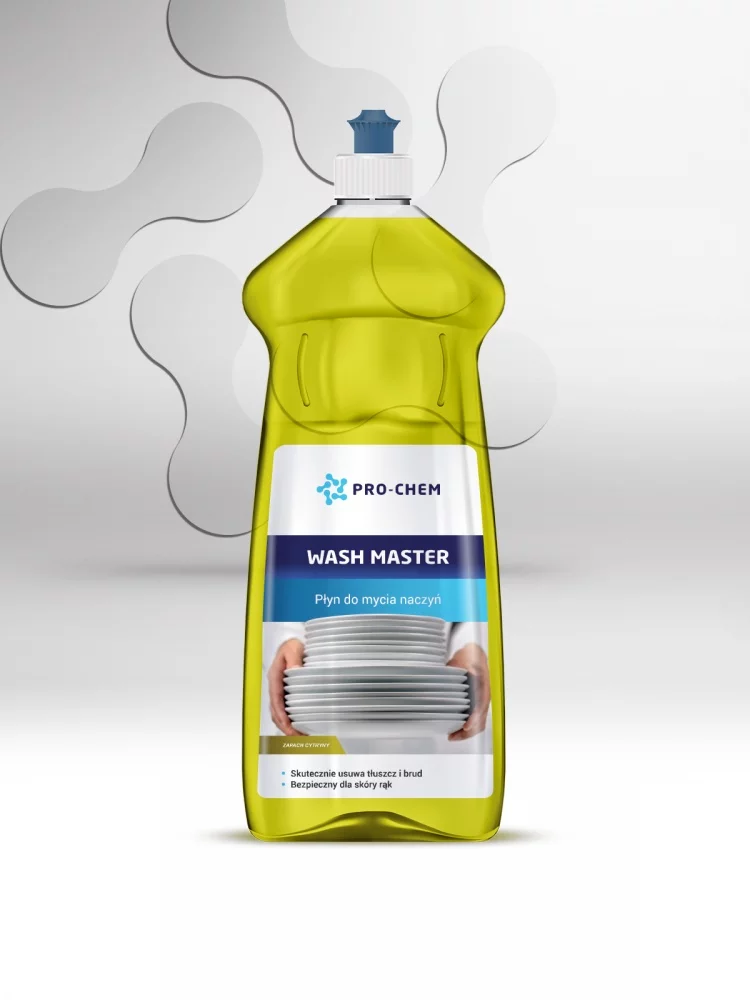 PRO-CHEM
WASH MASTER
Płyn do mycia naczyń
ZAPACH CYTRYNY
Skutecznie usuwa tłuszcz i brud
Bezpieczny dla skóry rąk